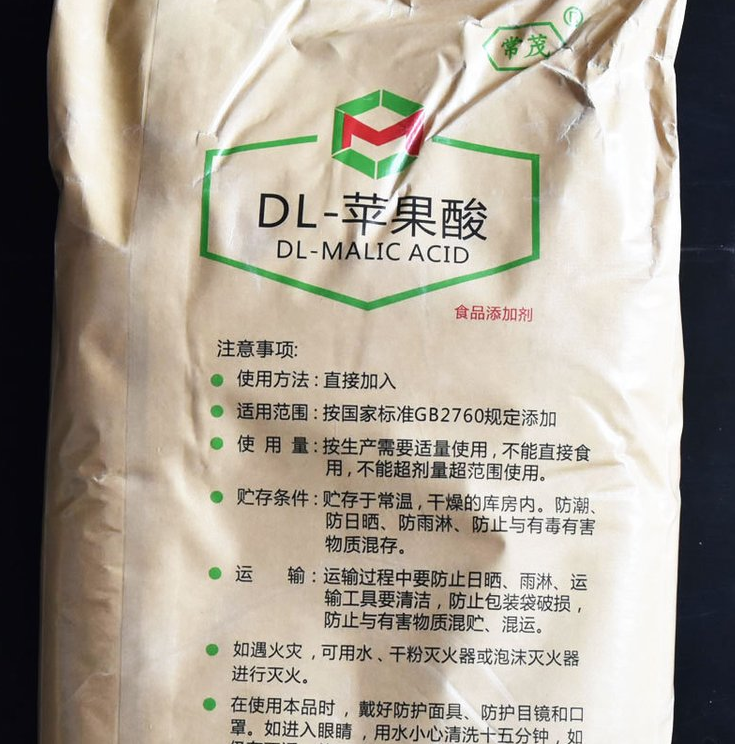 常茂
DL-苹果酸
DL-MALIC ACID
食品添加剂
注意事项:
使用方法:直接加入
适用范围:按国家标准GB2760规定添加
使 用 量:按生产需要适量使用,不能直接食
用,不能超剂量超范围使用。
贮存条件:贮存于常温,干燥的库房内。防潮、
防日晒、防雨淋、防止与有毒有害
物质混存。
运　　输:运输过程中要防止日晒、雨淋、运
输工具要清洁,防止包装袋破损,
防止与有害物质混贮、混运。
如遇火灾,可用水、干粉灭火器或泡沫灭火器
进行灭火。
在使用本品时,戴好防护面具、防护目镜和口
罩。如进入眼睛,用水小心清洗十五分钟,如